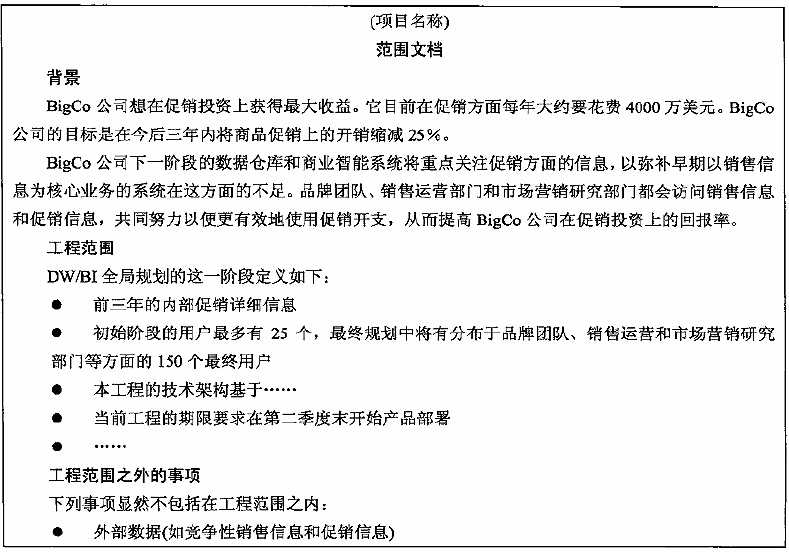 (项目名称)
范围文档
背景
BigCo 公司想在促销投资上获得最大收益。它目前在促销方面每年大约要花费 4000 万美元。BigCo
公司的目标是在今后三年内将商品促销上的开销缩减 25%。
BigCo 公司下一阶段的数据仓库和商业智能系统将重点关注促销方面的信息，以弥补早期以销售信
息为核心业务的系统在这方面的不足。品牌团队、销售运营部门和市场营销研究部门都会访问销售信息
和促销信息，共同努力以便更有效地使用促销开支，从而提高 BigCo 公司在促销投资上的回报率。
工程范围
DW/BI 全局规划的这一阶段定义如下：
● 前三年的内部促销详细信息
● 初始阶段的用户最多有 25 个，最终规划中将有分布于品牌团队、销售运营和市场营销研究
部门等方面的 150 个最终用户
● 本工程的技术架构基于……
● 当前工程的期限要求在第二季度末开始产品部署
● ……
工程范围之外的事项
下列事项显然不包括在工程范围之内：
● 外部数据(如竞争性销售信息和促销信息)